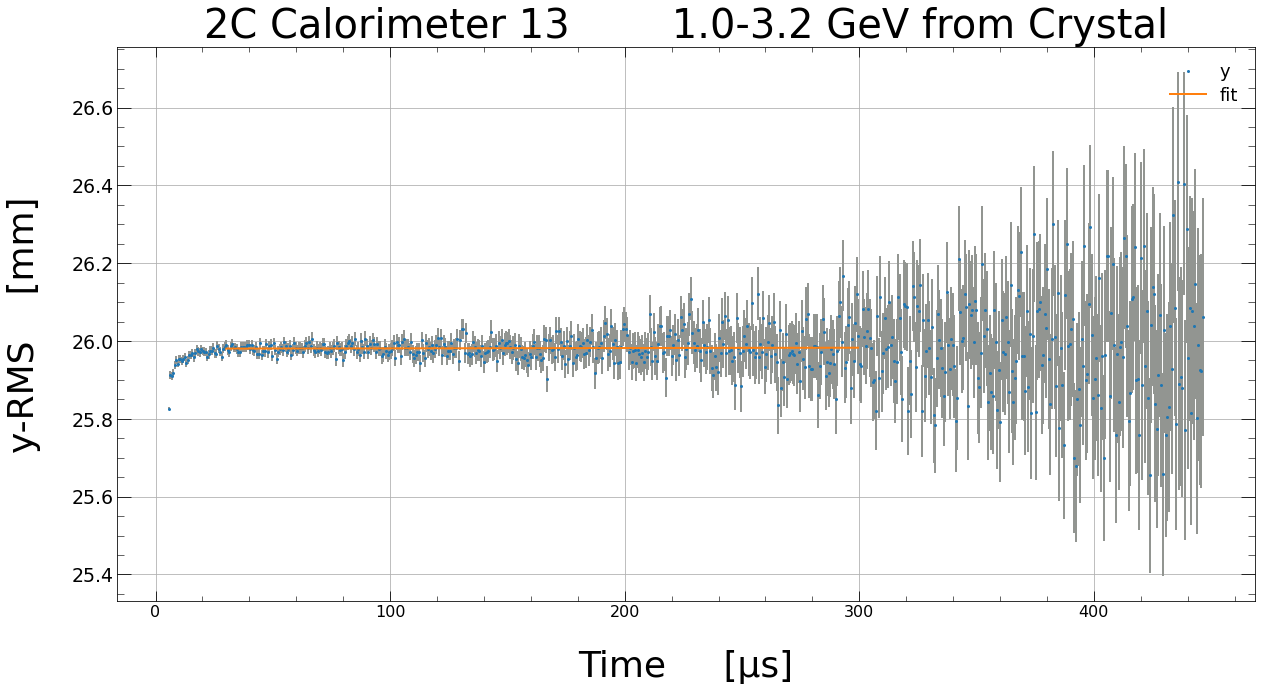 2C Calorimeter 13 1.0-3.2 GeV from Crystal
y
fit
26.6
26.4
26.2
26.0
25.8
25.6
25.4
y-RMS [mm]
0 100 200 300 400
Time [μs]